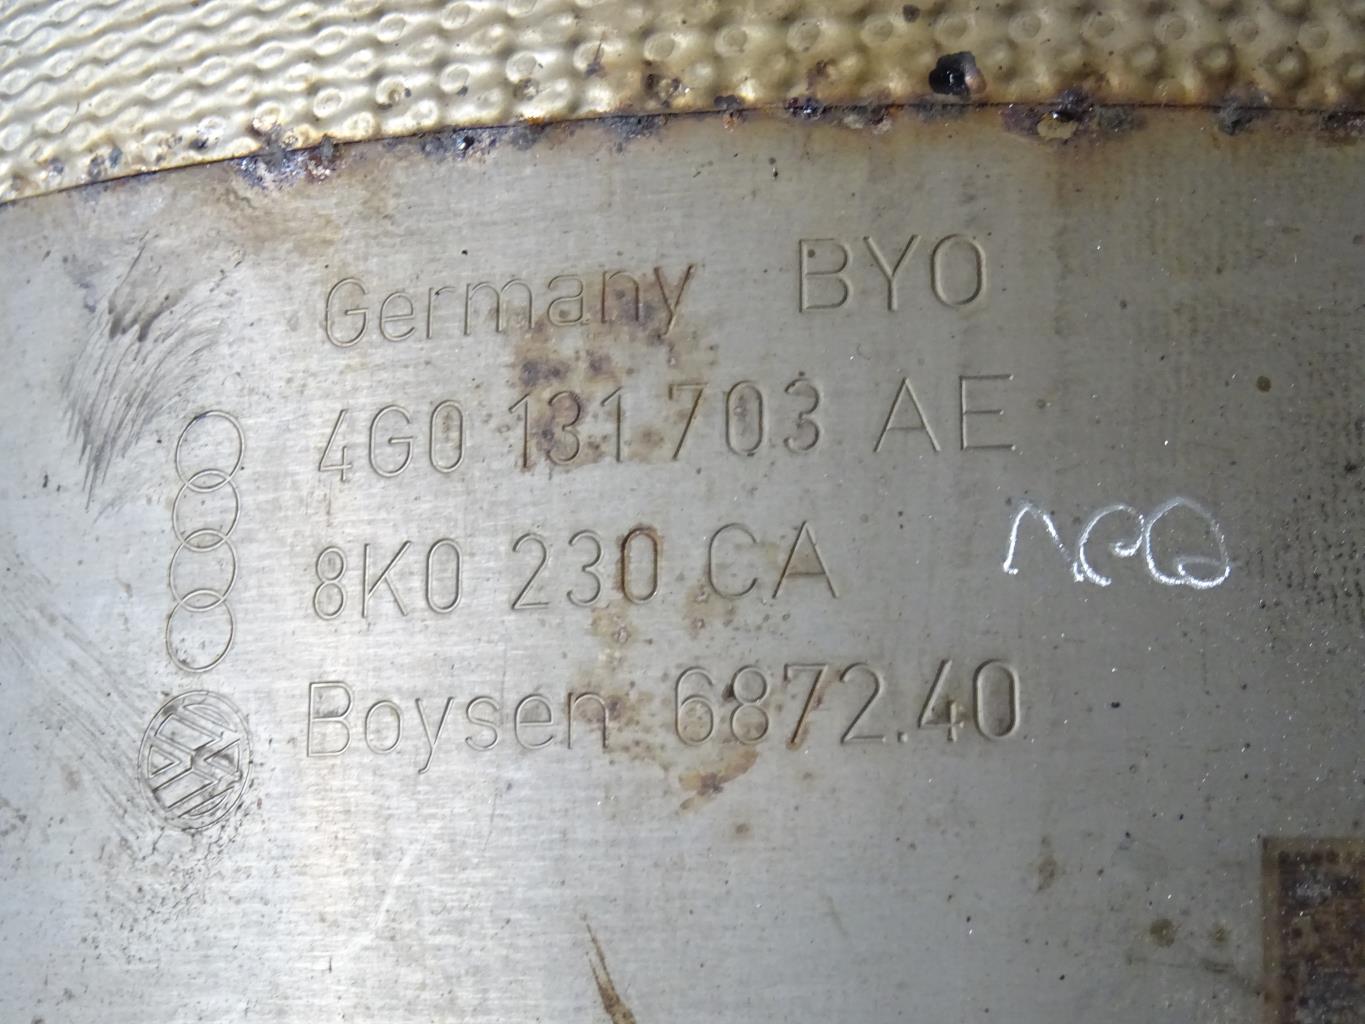 Germany BYO
4G0 131 703 AE
8K0 230 CA
Boysen 6872.40